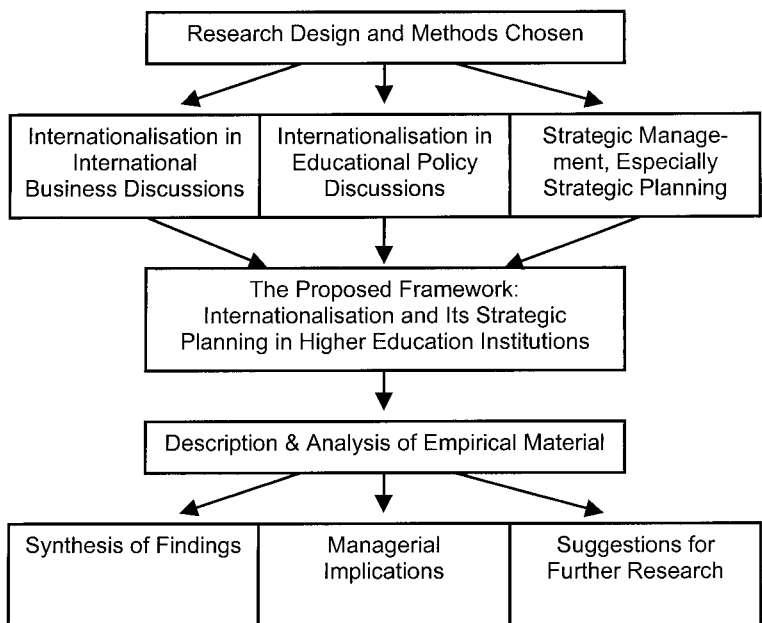 Research Design and Methods Chosen
Internationalisation in
International
Business Discussions
Internationalisation in
Educational Policy
Discussions
Strategic Manage-
ment, Especially
Strategic Planning
The Proposed Framework:
Internationalisation and Its Strategic
Planning in Higher Education Institutions
Description & Analysis of Empirical Material
Synthesis of Findings
Managerial
Implications
Suggestions for
Further Research